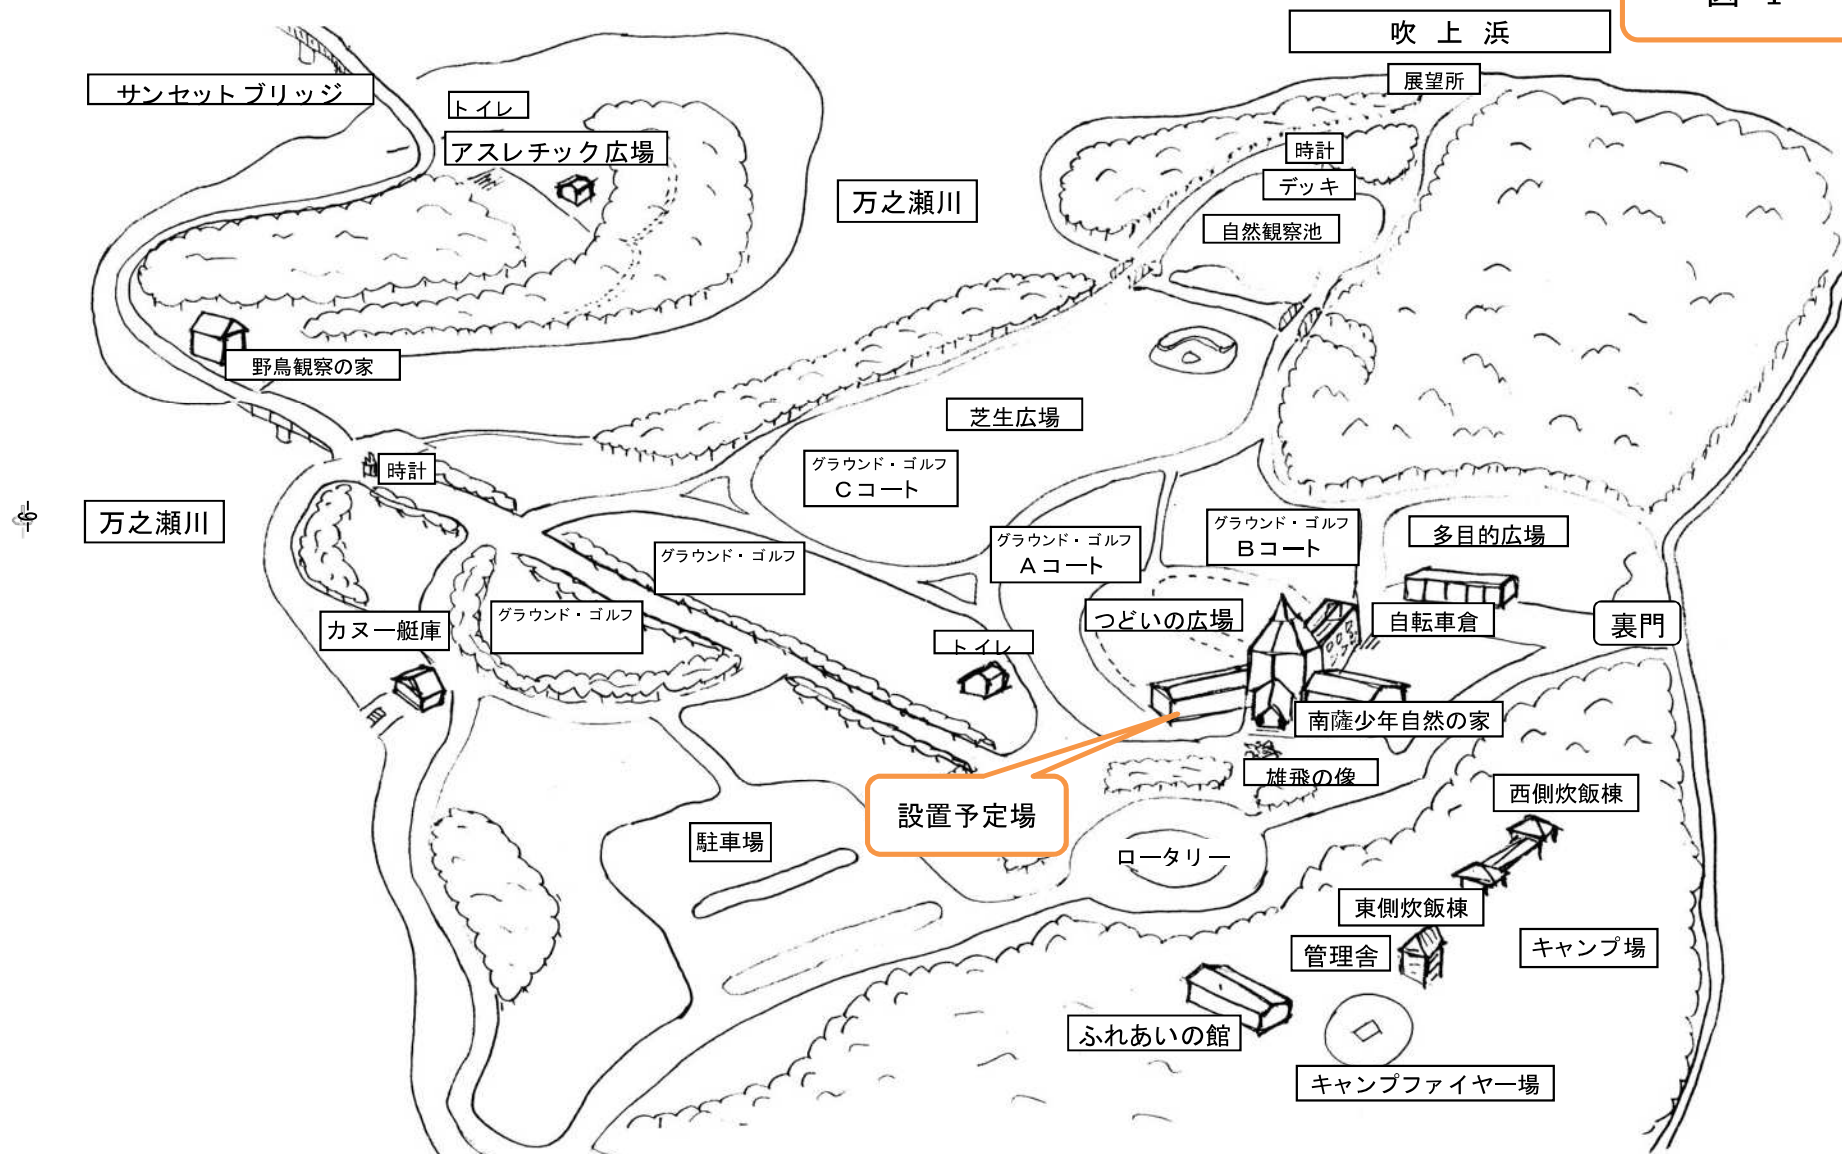 図 1
吹 上 浜
展望所
サンセットブリッジ
トイレ
アスレチック広場
時計
デッキ
万之瀬川
自然観察池
野鳥観察の家
芝生広場
時計
グラウンド・ゴルフ
Cコート
万之瀬川
グラウンド・ゴルフ
Bコート
多目的広場
グラウンド・ゴルフ
Aコート
グラウンド・ゴルフ
グラウンド・ゴルフ
カヌー艇庫
つどいの広場
自転車倉
裏門
トイレ
南薩少年自然の家
雄飛の像
西側炊飯棟
設置予定場
駐車場
ロータリー
東側炊飯棟
管理舎
キャンプ場
ふれあいの館
キャンプファイヤー場